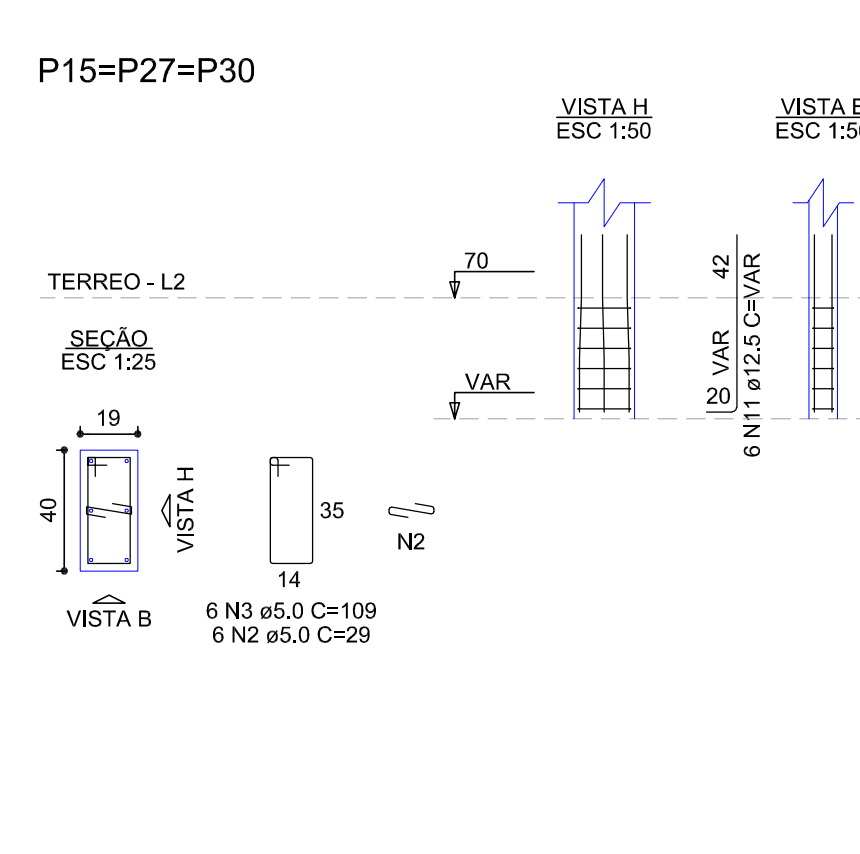 P15=P27=P30
VISTA H
ESC 1:50
VISTA B
ESC 1:50
70
TERREO - L2
42
VAR
20
6 N11 ø12.5 C=VAR
VAR
SEÇÃO
ESC 1:25
19
40
VISTA H
VISTA B
35
14
N2
6 N3 ø5.0 C=109
6 N2 ø5.0 C=29